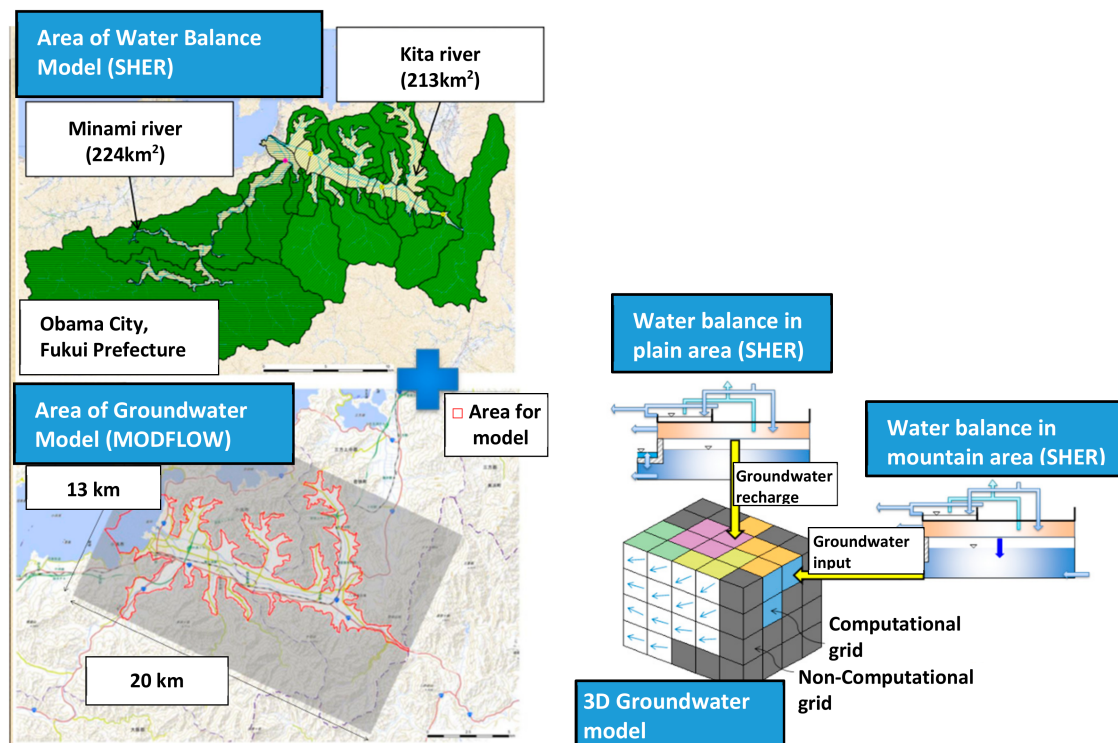 Area of Water Balance
Model (SHER)
Kita river
(213km²)
Minami river
(224km²)
Obama City,
Fukui Prefecture
Area of Groundwater
Model (MODFLOW)
Area for
model
13 km
20 km
Water balance in
plain area (SHER)
Water balance in
mountain area (SHER)
Groundwater
recharge
Groundwater
input
Computational
grid
Non-Computational
grid
3D Groundwater
model